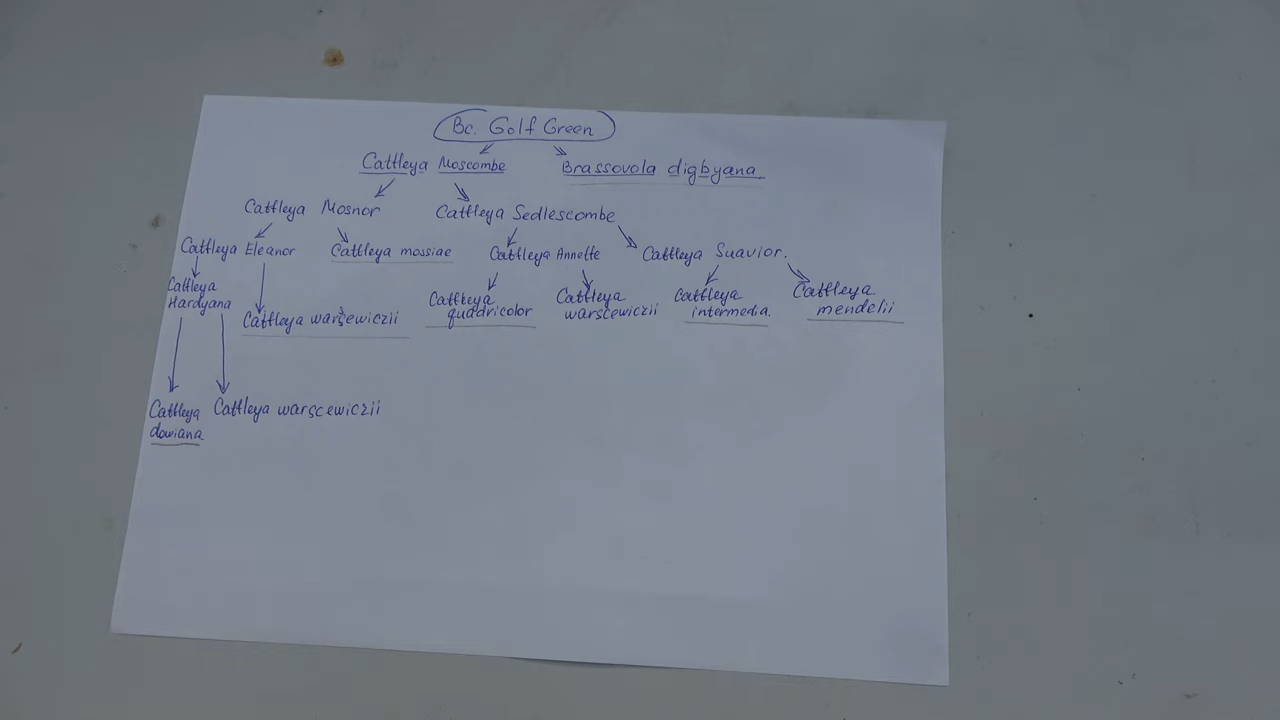 Bc. Golf Green
Cattleya Moscombe Brassovola digbyana
Cattleya Mosnor Cattleya Sedlescombe
Cattleya Eleanor Cattleya mossiae Cattleya Annette Cattleya Suavior.
Cattleya
Hardyana
Cattleya warscewiczii
Cattleya
quadricolor
Cattleya
warscewiczii
Cattleya
intermedia.
Cattleya
mendelii
Cattleya
dowiana.
Cattleya warscewiczii